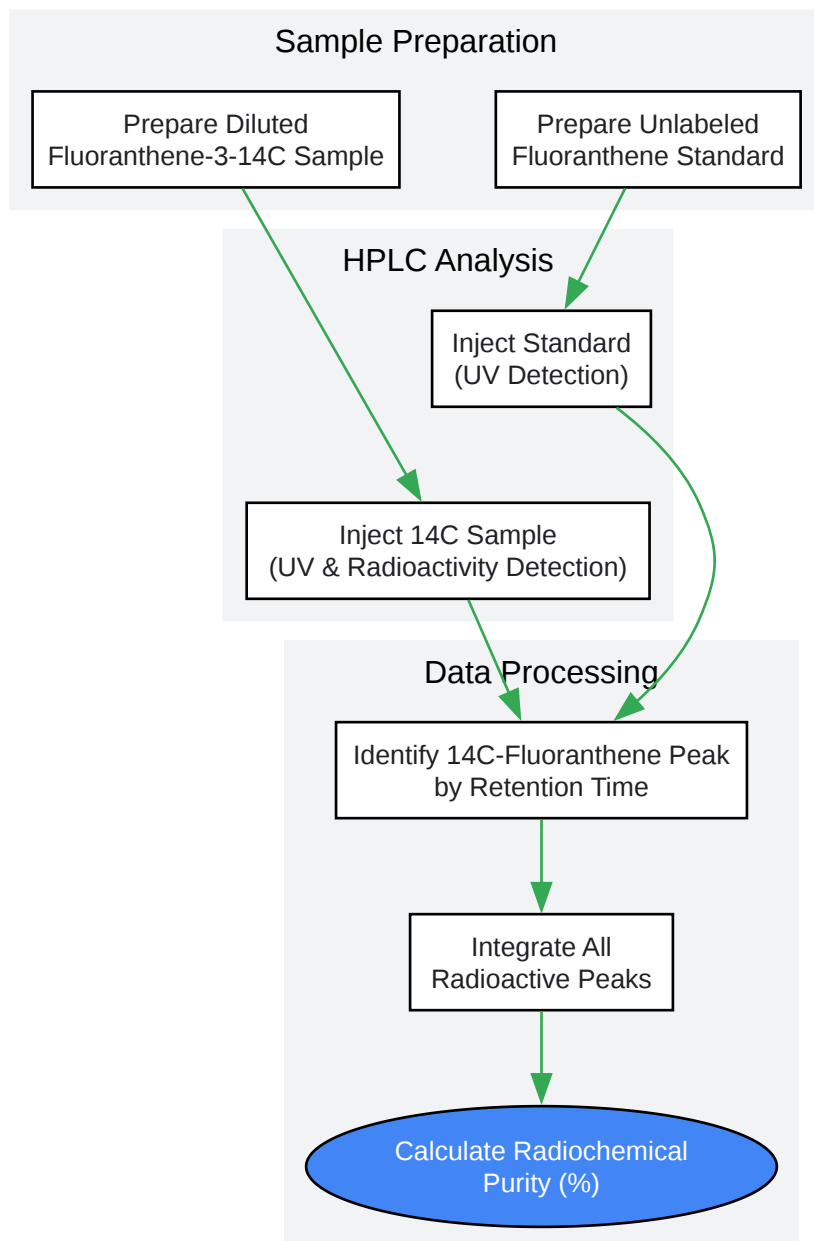 Sample Preparation
Prepare Diluted
Fluoranthene-3-14C Sample
Prepare Unlabeled
Fluoranthene Standard
HPLC Analysis
Inject Standard
(UV Detection)
Inject 14C Sample
(UV & Radioactivity Detection)
Data Processing
Identify 14C-Fluoranthene Peak
by Retention Time
Integrate All
Radioactive Peaks
Calculate Radiochemical
Purity (%)